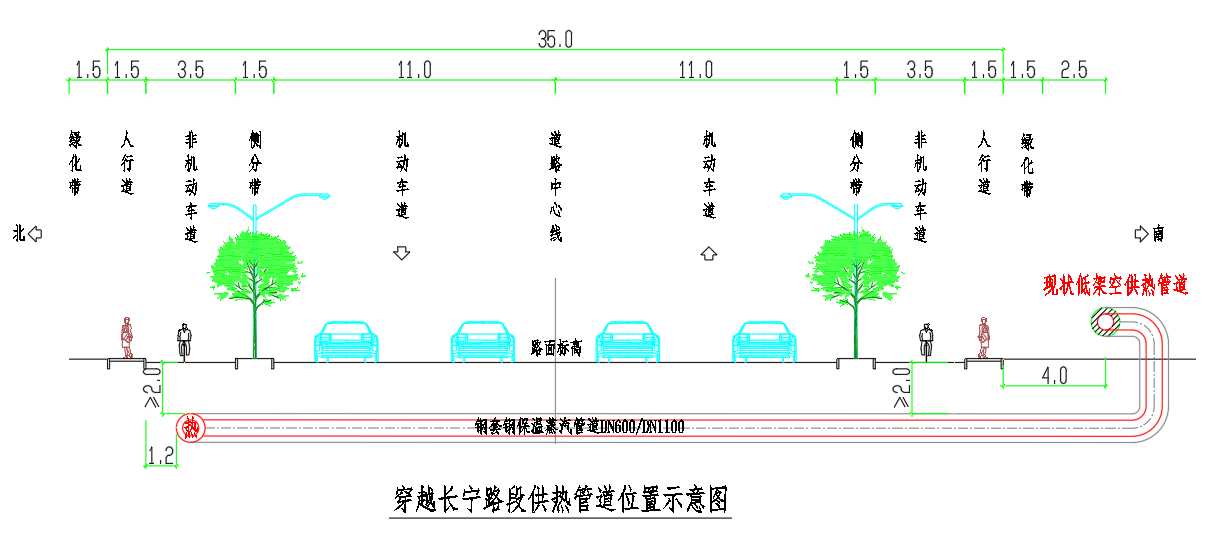 35.0
1.5 1.5 3.5 1.5 11.0 11.0 1.5 3.5 1.5 1.5 2.5
绿化带
人行道
非机动车道
侧分带
机动车道
道路中心线
机动车道
侧分带
非机动车道
人行道
绿化带
北
南
现状低架空供热管道
路面标高
≥2.0
≥2.0
4.0
热
钢套钢保温蒸汽管道DN600/DN1100
1.2
穿越长宁路段供热管道位置示意图